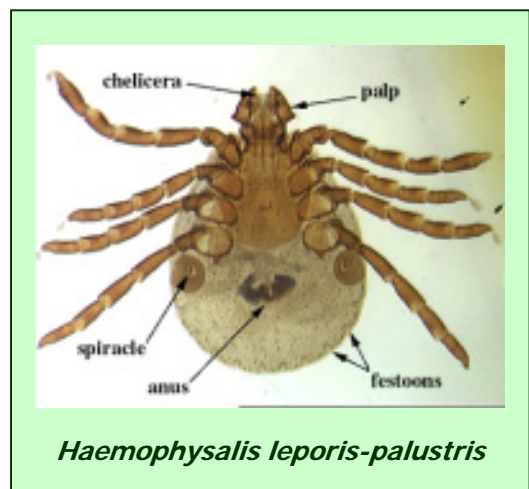 chelicera
palp
spiracle
anus
festoons
Haemophysalis leporis-palustris